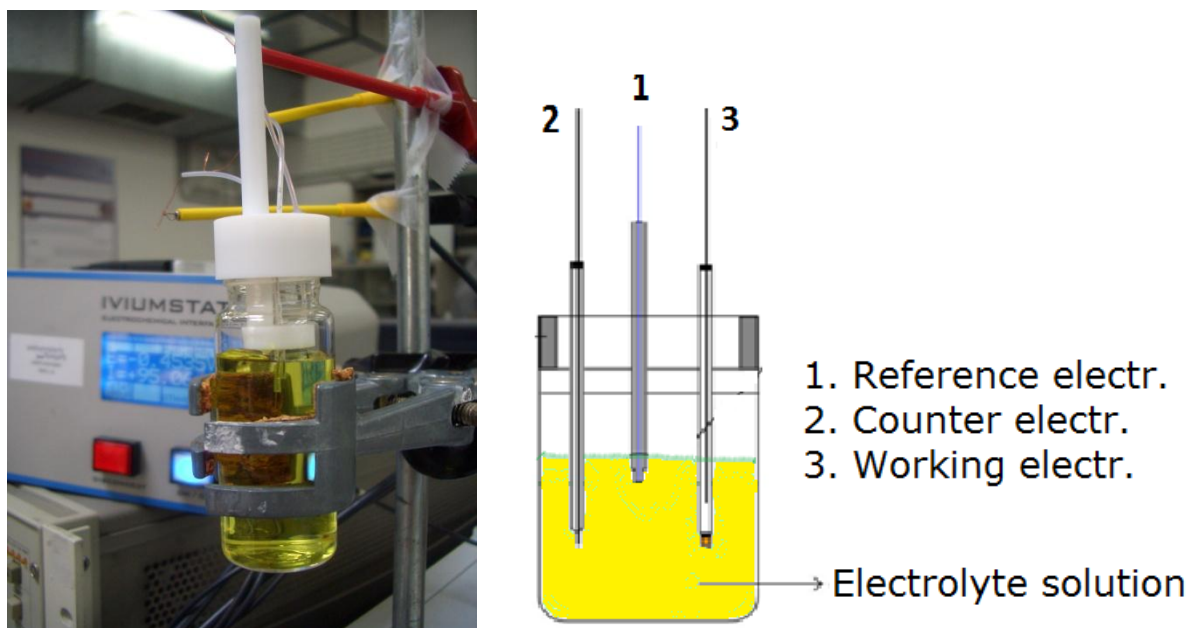 IVIUMSTAT
2
1
3
1. Reference electr.
2. Counter electr.
3. Working electr.
Electrolyte solution